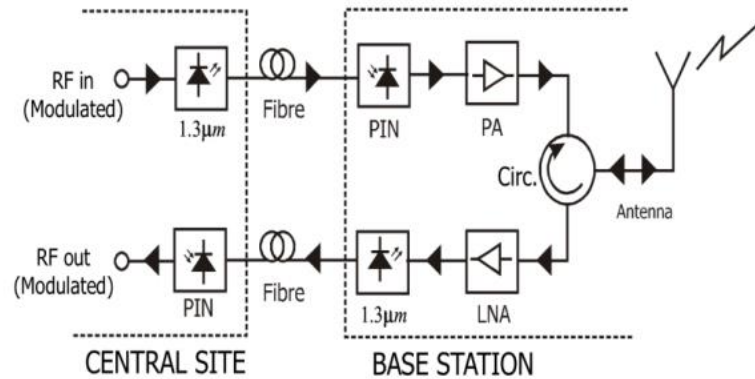 RF in
(Modulated)
1.3μm
Fibre
PIN
PA
Circ.
Antenna
RF out
(Modulated)
PIN
Fibre
1.3μm
LNA
CENTRAL SITE
BASE STATION